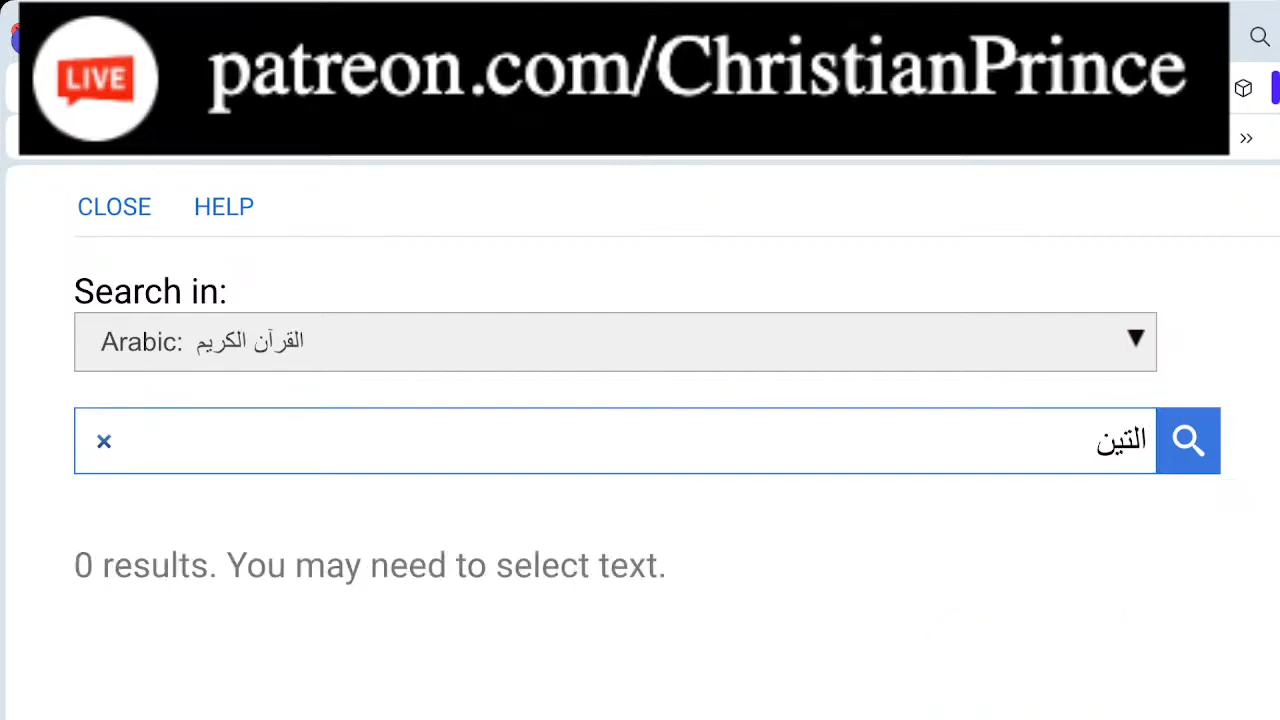 LIVE
patreon.com/ChristianPrince
CLOSE HELP
Search in:
Arabic: القرآن الكريم
التين
0 results. You may need to select text.